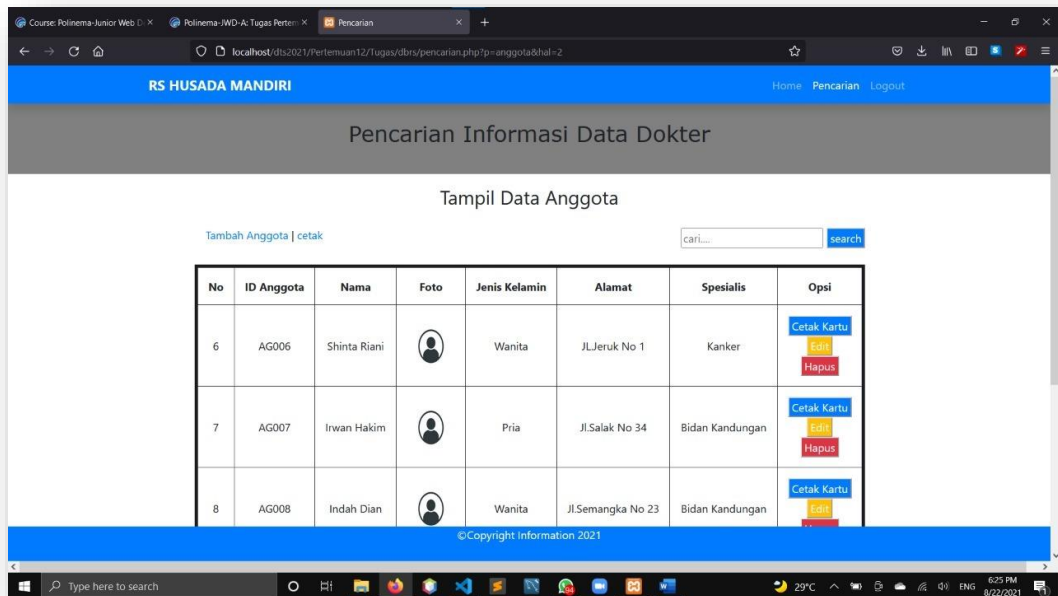 Course: Polinema-Junior Web D
Polinema-JWD-A: Tugas Pertem
Pencarian
localhost/dts2021/Pertemuan12/Tugas/dbrs/pencarian.php?p=anggota&hal=2
RS HUSADA MANDIRI
Home Pencarian Logout
Pencarian Informasi Data Dokter
Tampil Data Anggota
Tambah Anggota | cetak
cari.... search
No ID Anggota Nama Foto Jenis Kelamin Alamat Spesialis Opsi
6 AG006 Shinta Riani Wanita JL.Jeruk No 1 Kanker Cetak Kartu
Edit
Hapus
7 AG007 Irwan Hakim Pria Jl.Salak No 34 Bidan Kandungan Cetak Kartu
Edit
Hapus
8 AG008 Indah Dian Wanita Jl.Semangka No 23 Bidan Kandungan Cetak Kartu
Edit
©Copyright Information 2021
Type here to search
29°C ENG 6:25 PM
8/22/2021